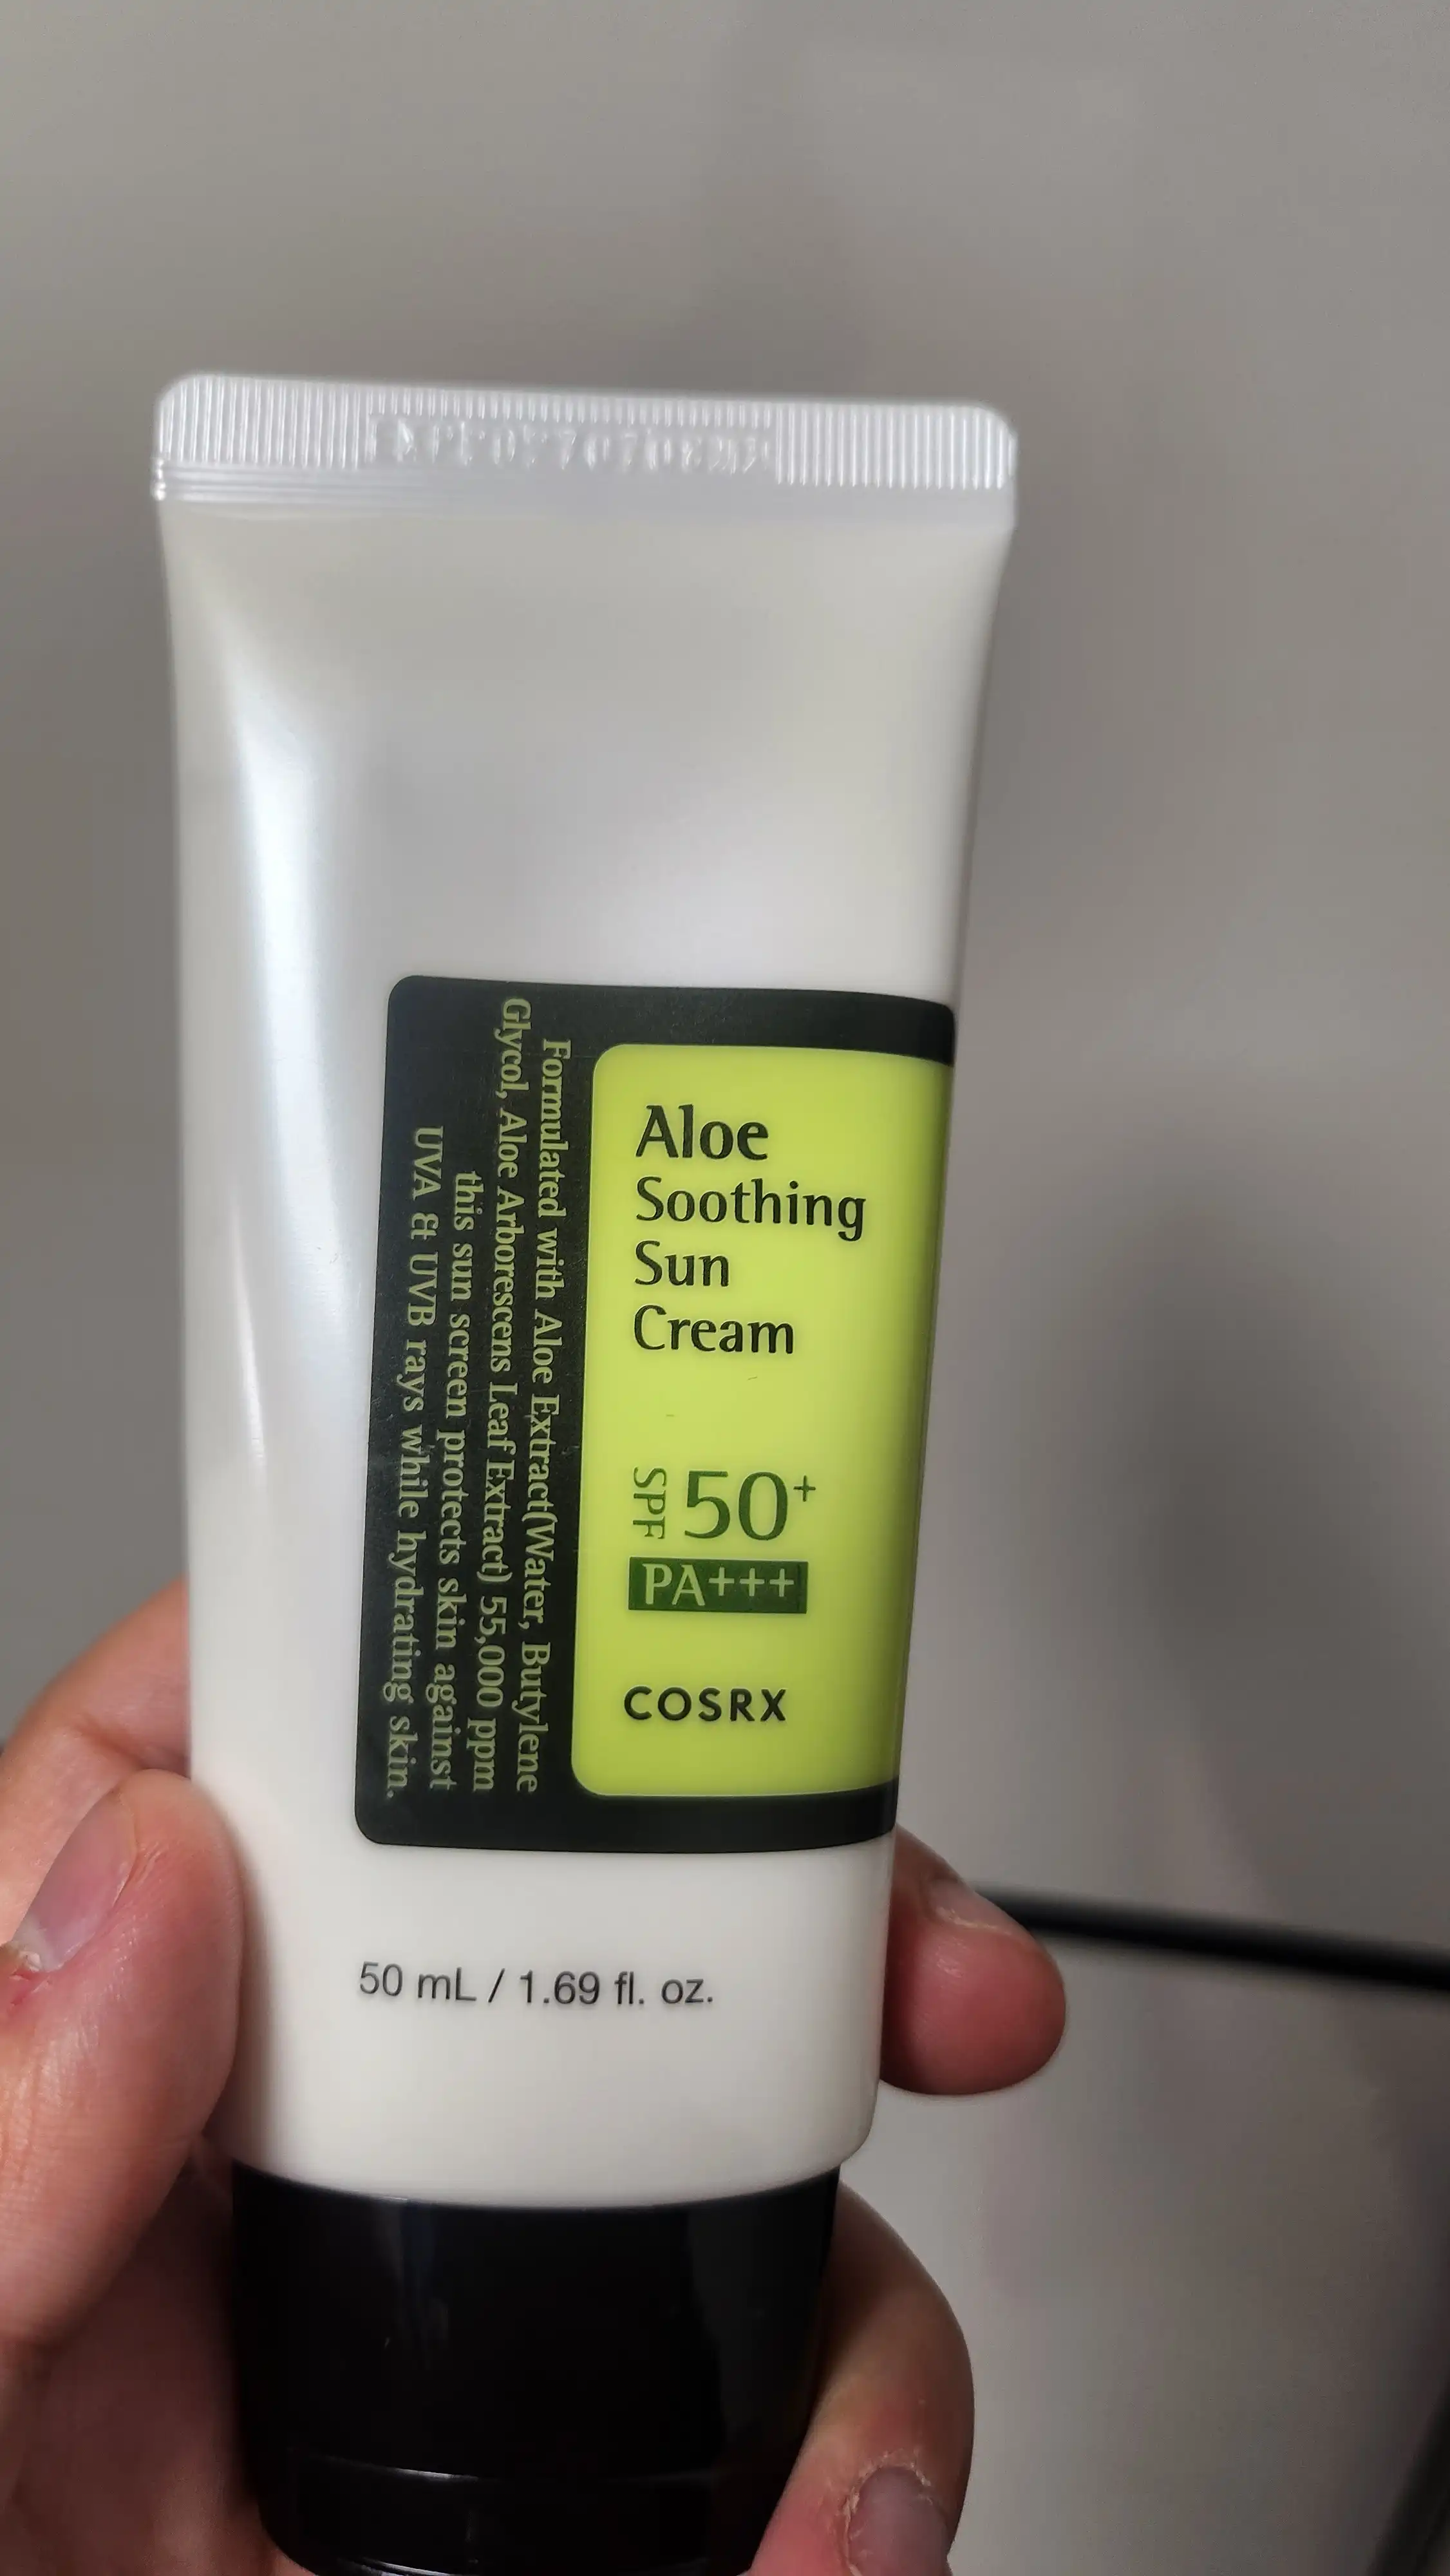 Aloe
Soothing
Sun
Cream
SPF 50+
PA+++
COSRX
Formulated with Aloe Extract(Water, Butylene
Glycol, Aloe Arborescens Leaf Extract) 55,000 ppm
this sun screen protects skin against
UVA & UVB rays while hydrating skin.
50 mL / 1.69 fl. oz.